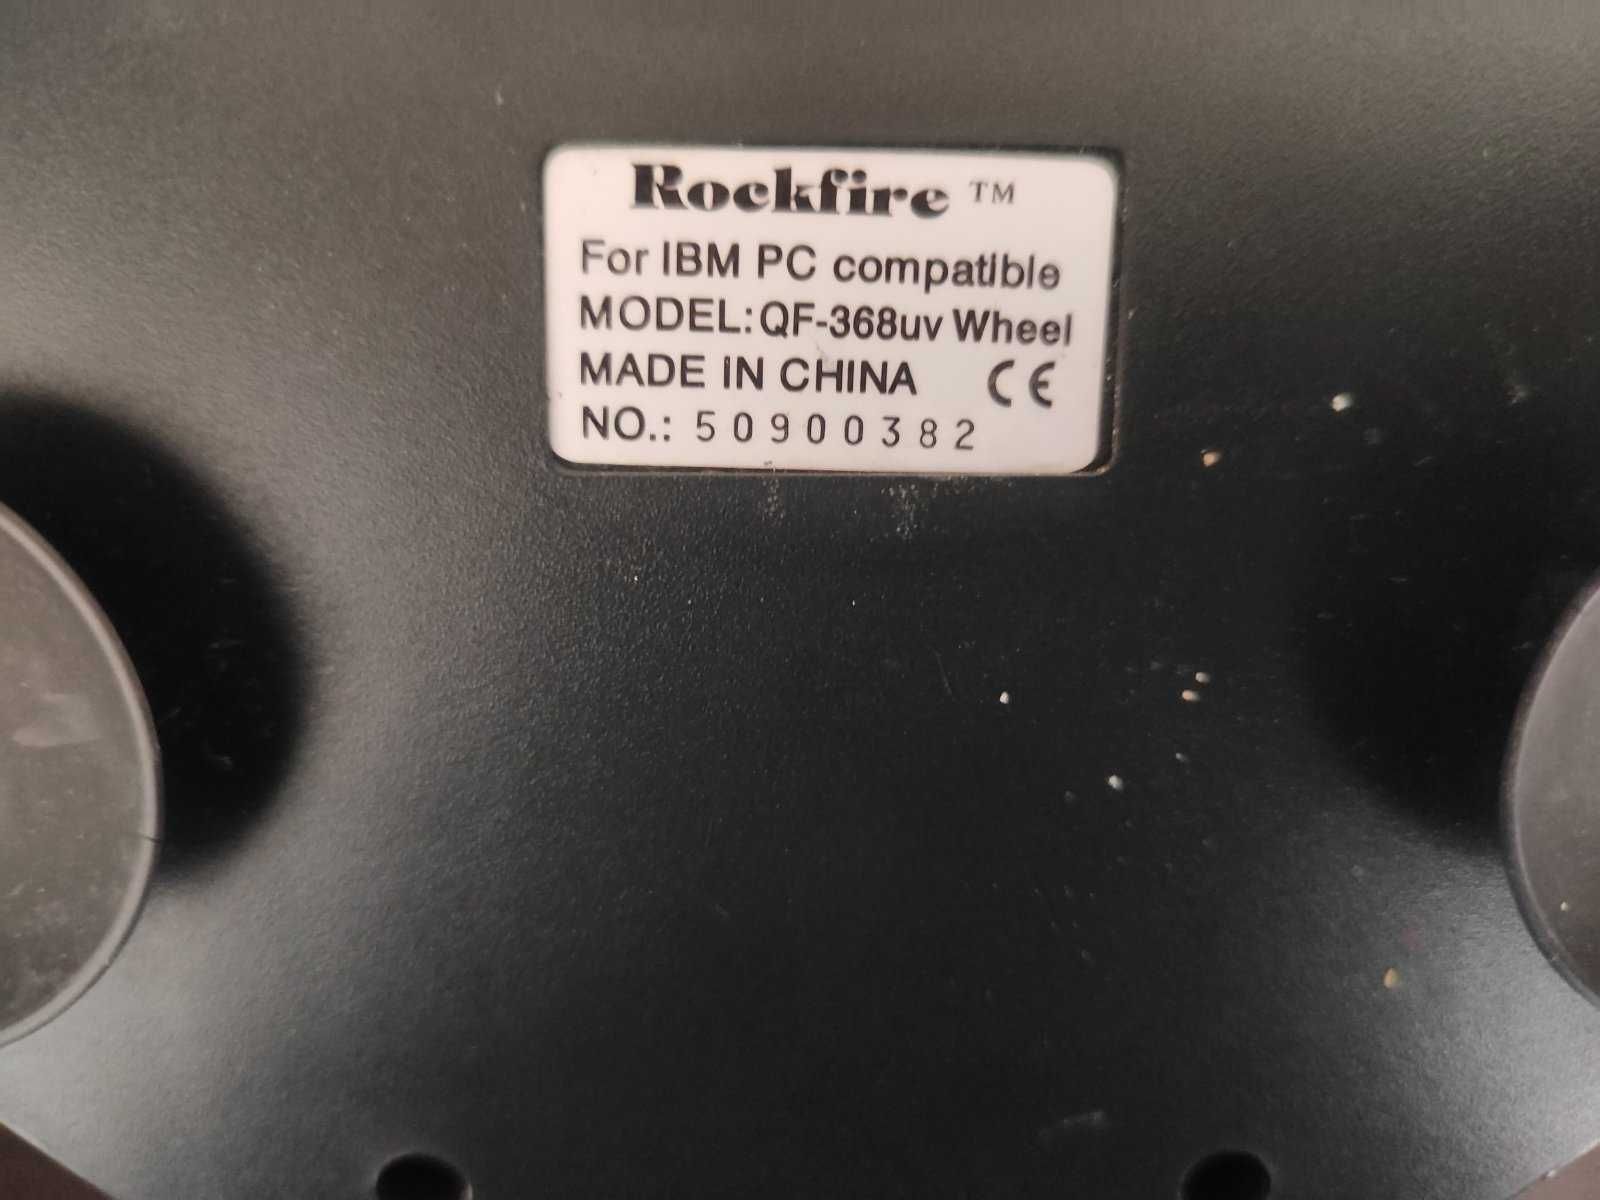 Rockfire ™
For IBM PC compatible
MODEL:QF-368uv Wheel
MADE IN CHINA CE
NO.: 50900382